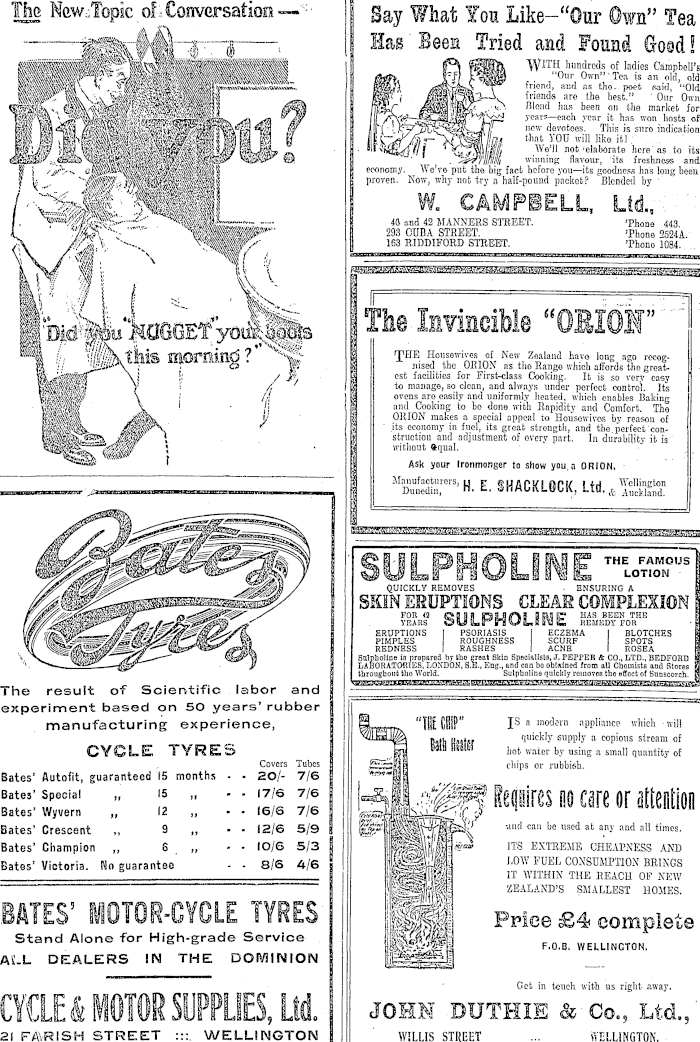 The New Topic of Conversation —
Did you?
"Did you "NUGGET" your boots
this morning?"
Bates
Tyres
The result of Scientific labor and
experiment based on 50 years' rubber
manufacturing experience,
CYCLE TYRES
Covers Tubes
Bates' Autofit, guaranteed 15 months - - 20/- 7/6
Bates' Special „ 15 „ - - 17/6 7/6
Bates' Wyvern „ 12 „ - - 16/6 7/6
Bates' Crescent „ 9 „ - - 12/6 5/9
Bates' Champion „ 6 „ - - 10/6 5/3
Bates' Victoria. No guarantee - - 8/6 4/6
BATES' MOTOR-CYCLE TYRES
Stand Alone for High-grade Service
ALL DEALERS IN THE DOMINION
CYCLE & MOTOR SUPPLIES, Ltd.
21 FARISH STREET ::: WELLINGTON
Say What You Like—"Our Own" Tea
Has Been Tried and Found Good!
WITH hundreds of ladies Campbell's
"Our Own" Tea is an old, old
friend, and as the poet said, "Old
friends are the best." Our Own
Blend has been on the market for
years—each year it has won hosts of
new devotees. This is sure indication
that YOU will like it!
We'll not elaborate here as to its
winning flavour, its freshness and
economy. We've put the big fact before you—its goodness has long been
proven. Now, why not try a half-pound packet? Blended by
W. CAMPBELL, Ltd.,
40 and 42 MANNERS STREET. 'Phone 443.
293 CUBA STREET. 'Phone 2524A.
163 RIDDIFORD STREET. 'Phone 1084.
The Invincible "ORION"
THE Housewives of New Zealand have long ago recog-
nised the ORION as the Range which affords the great-
est facilities for First-class Cooking. It is so very easy
to manage, so clean, and always under perfect control. Its
ovens are easily and uniformly heated, which enables Baking
and Cooking to be done with Rapidity and Comfort. The
ORION makes a special appeal to Housewives by reason of
its economy in fuel, its great strength, and the perfect con-
struction and adjustment of every part. In durability it is
without equal.
Ask your Ironmonger to show you a ORION.
Manufacturers, H. E. SHACKLOCK, Ltd. Wellington
Dunedin, & Auckland.
SULPHOLINE THE FAMOUS
LOTION
QUICKLY REMOVES ENSURING A
SKIN ERUPTIONS CLEAR COMPLEXION
FOR 40 YEARS SULPHOLINE HAS BEEN THE REMEDY FOR
ERUPTIONS PSORIASIS ECZEMA BLOTCHES
PIMPLES ROUGHNESS SCURF SPOTS
REDNESS RASHES ACNE ROSEA
Sulpholine is prepared by the great Skin Specialists, J. PEPPER & CO., LTD., BEDFORD
LABORATORIES, LONDON, S.E., Eng., and can be obtained from all Chemists and Stores
throughout the World. Sulpholine quickly removes the effect of Sunscorch.
"THE CHIP"
Bath Heater
IS a modern appliance which will
quickly supply a copious stream of
hot water by using a small quantity of
chips or rubbish.
Requires no care or attention
and can be used at any and all times.
ITS EXTREME CHEAPNESS AND
LOW FUEL CONSUMPTION BRINGS
IT WITHIN THE REACH OF NEW
ZEALAND'S SMALLEST HOMES.
Price £4 complete
F.O.B. WELLINGTON.
Get in touch with us right away.
JOHN DUTHIE & Co., Ltd.,
WILLIS STREET ... WELLINGTON.